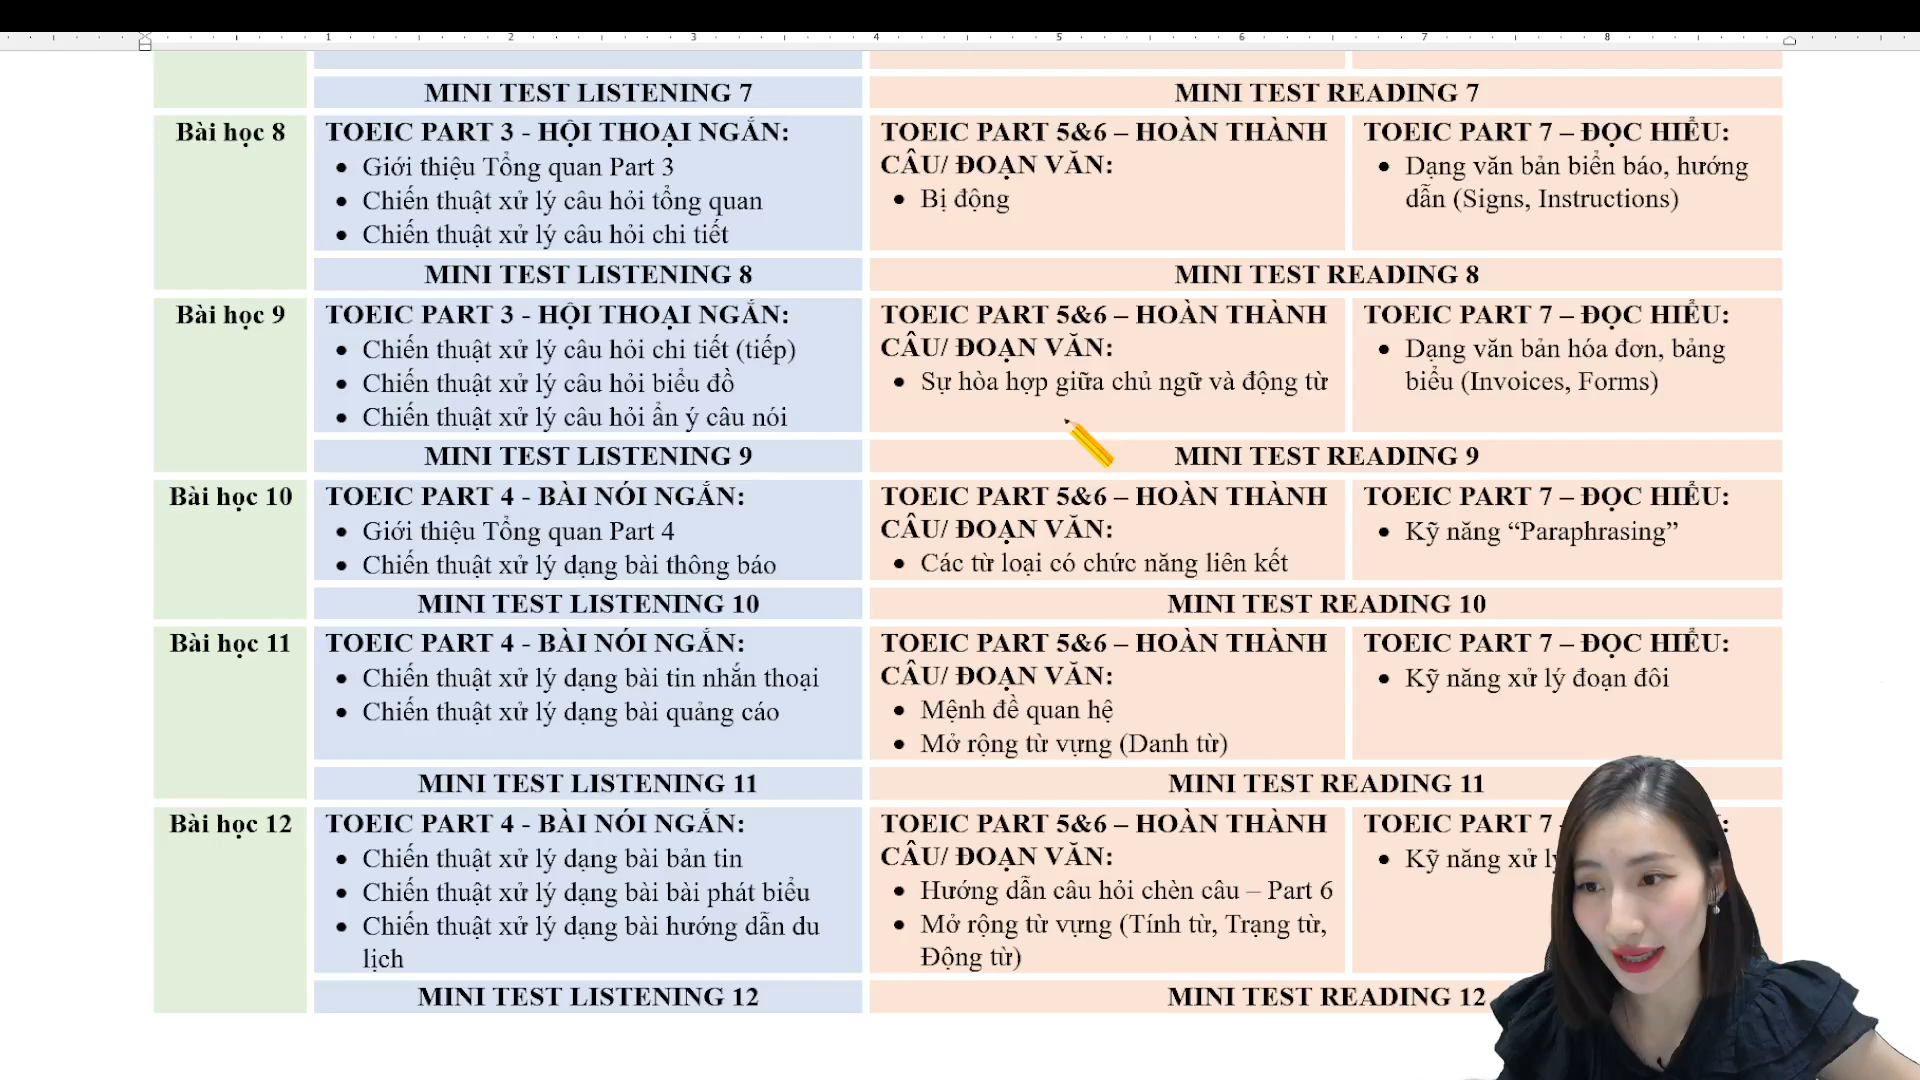 1 2 3 4 5 6 7 8
MINI TEST LISTENING 7
MINI TEST READING 7
Bài học 8
TOEIC PART 3 - HỘI THOẠI NGẮN:
• Giới thiệu Tổng quan Part 3
• Chiến thuật xử lý câu hỏi tổng quan
• Chiến thuật xử lý câu hỏi chi tiết
TOEIC PART 5&6 – HOÀN THÀNH
CÂU/ ĐOẠN VĂN:
• Bị động
TOEIC PART 7 – ĐỌC HIỂU:
• Dạng văn bản biển báo, hướng
dẫn (Signs, Instructions)
MINI TEST LISTENING 8
MINI TEST READING 8
Bài học 9
TOEIC PART 3 - HỘI THOẠI NGẮN:
• Chiến thuật xử lý câu hỏi chi tiết (tiếp)
• Chiến thuật xử lý câu hỏi biểu đồ
• Chiến thuật xử lý câu hỏi ẩn ý câu nói
TOEIC PART 5&6 – HOÀN THÀNH
CÂU/ ĐOẠN VĂN:
• Sự hòa hợp giữa chủ ngữ và động từ
TOEIC PART 7 – ĐỌC HIỂU:
• Dạng văn bản hóa đơn, bảng
biểu (Invoices, Forms)
MINI TEST LISTENING 9
MINI TEST READING 9
Bài học 10
TOEIC PART 4 - BÀI NÓI NGẮN:
• Giới thiệu Tổng quan Part 4
• Chiến thuật xử lý dạng bài thông báo
TOEIC PART 5&6 – HOÀN THÀNH
CÂU/ ĐOẠN VĂN:
• Các từ loại có chức năng liên kết
TOEIC PART 7 – ĐỌC HIỂU:
• Kỹ năng “Paraphrasing”
MINI TEST LISTENING 10
MINI TEST READING 10
Bài học 11
TOEIC PART 4 - BÀI NÓI NGẮN:
• Chiến thuật xử lý dạng bài tin nhắn thoại
• Chiến thuật xử lý dạng bài quảng cáo
TOEIC PART 5&6 – HOÀN THÀNH
CÂU/ ĐOẠN VĂN:
• Mệnh đề quan hệ
• Mở rộng từ vựng (Danh từ)
TOEIC PART 7 – ĐỌC HIỂU:
• Kỹ năng xử lý đoạn đôi
MINI TEST LISTENING 11
MINI TEST READING 11
Bài học 12
TOEIC PART 4 - BÀI NÓI NGẮN:
• Chiến thuật xử lý dạng bài bản tin
• Chiến thuật xử lý dạng bài bài phát biểu
• Chiến thuật xử lý dạng bài hướng dẫn du
lịch
TOEIC PART 5&6 – HOÀN THÀNH
CÂU/ ĐOẠN VĂN:
• Hướng dẫn câu hỏi chèn câu – Part 6
• Mở rộng từ vựng (Tính từ, Trạng từ,
Động từ)
TOEIC PART 7
• Kỹ năng xử
MINI TEST LISTENING 12
MINI TEST READING 12